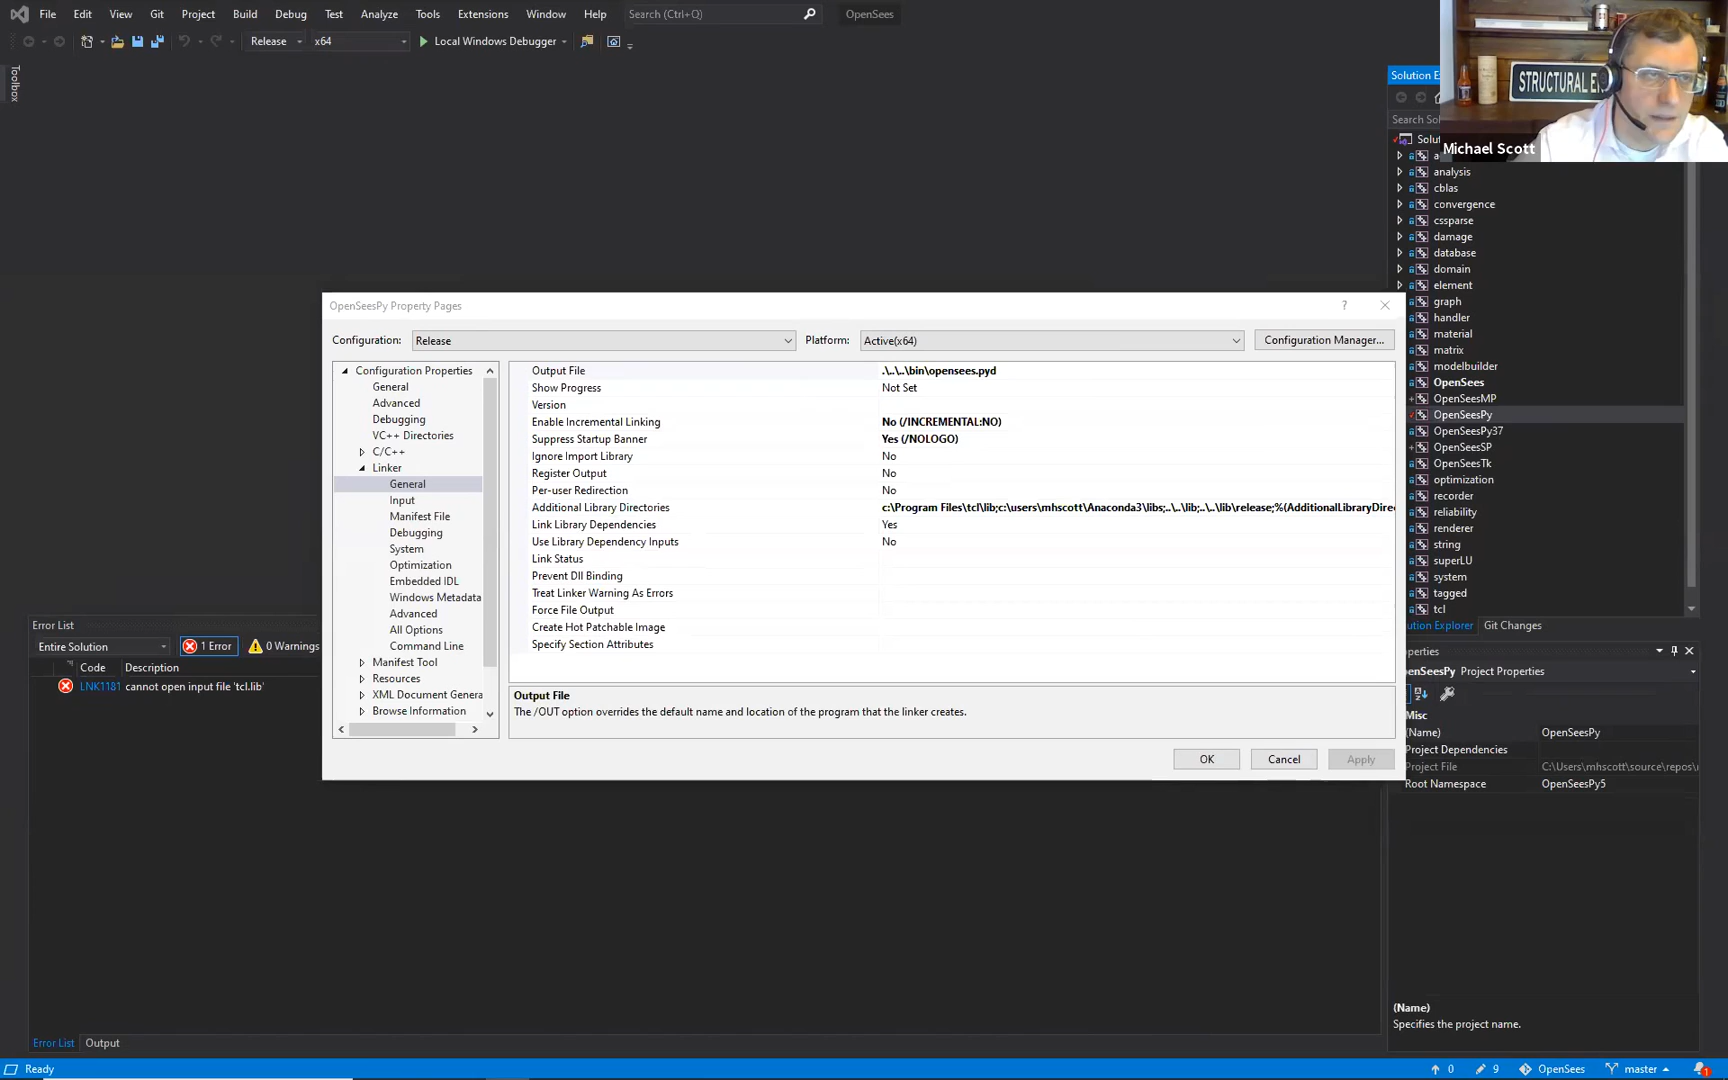 File Edit View Git Project Build Debug Test Analyze Tools Extensions Window Help Search (Ctrl+Q) OpenSees
Release x64 Local Windows Debugger
Toolbox
STRUCTURAL
Michael Scott
Solution Ex
Search Sol
Solut
a
analysis
cblas
convergence
cssparse
damage
database
domain
element
graph
handler
material
matrix
modelbuilder
OpenSees
OpenSeesMP
OpenSeesPy
OpenSeesPy37
OpenSeesSP
OpenSeesTk
optimization
recorder
reliability
renderer
string
superLU
system
tagged
tcl
olution Explorer Git Changes
OpenSeesPy Property Pages ?
Configuration: Release Platform: Active(x64) Configuration Manager...
Configuration Properties
General
Advanced
Debugging
VC++ Directories
C/C++
Linker
General
Input
Manifest File
Debugging
System
Optimization
Embedded IDL
Windows Metadata
Advanced
All Options
Command Line
Manifest Tool
Resources
XML Document Genera
Browse Information
Output File .\..\..\bin\opensees.pyd
Show Progress Not Set
Version
Enable Incremental Linking No (/INCREMENTAL:NO)
Suppress Startup Banner Yes (/NOLOGO)
Ignore Import Library No
Register Output No
Per-user Redirection No
Additional Library Directories c:\Program Files\tcl\lib;c:\users\mhscott\Anaconda3\libs;..\..\lib;..\..\lib\release;%(AdditionalLibraryDirec
Link Library Dependencies Yes
Use Library Dependency Inputs No
Link Status
Prevent Dll Binding
Treat Linker Warning As Errors
Force File Output
Create Hot Patchable Image
Specify Section Attributes
Output File
The /OUT option overrides the default name and location of the program that the linker creates.
OK Cancel Apply
Error List
Entire Solution 1 Error 0 Warnings
Code Description
LNK1181 cannot open input file 'tcl.lib'
operties
penSeesPy Project Properties
Misc
(Name) OpenSeesPy
Project Dependencies
Project File C:\Users\mhscott\source\repos\
Root Namespace OpenSeesPy5
(Name)
Specifies the project name.
Error List Output
Ready 0 9 OpenSees master 1